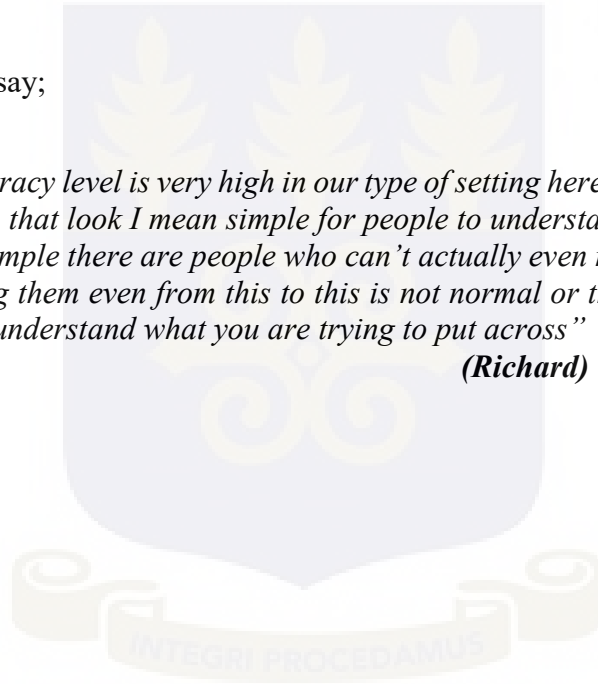 say;
racy level is very high in our type of setting here
that look I mean simple for people to understa
mple there are people who can’t actually even
g them even from this to this is not normal or t
understand what you are trying to put across”
(Richard)
INTEGRI PROCEDAMUS